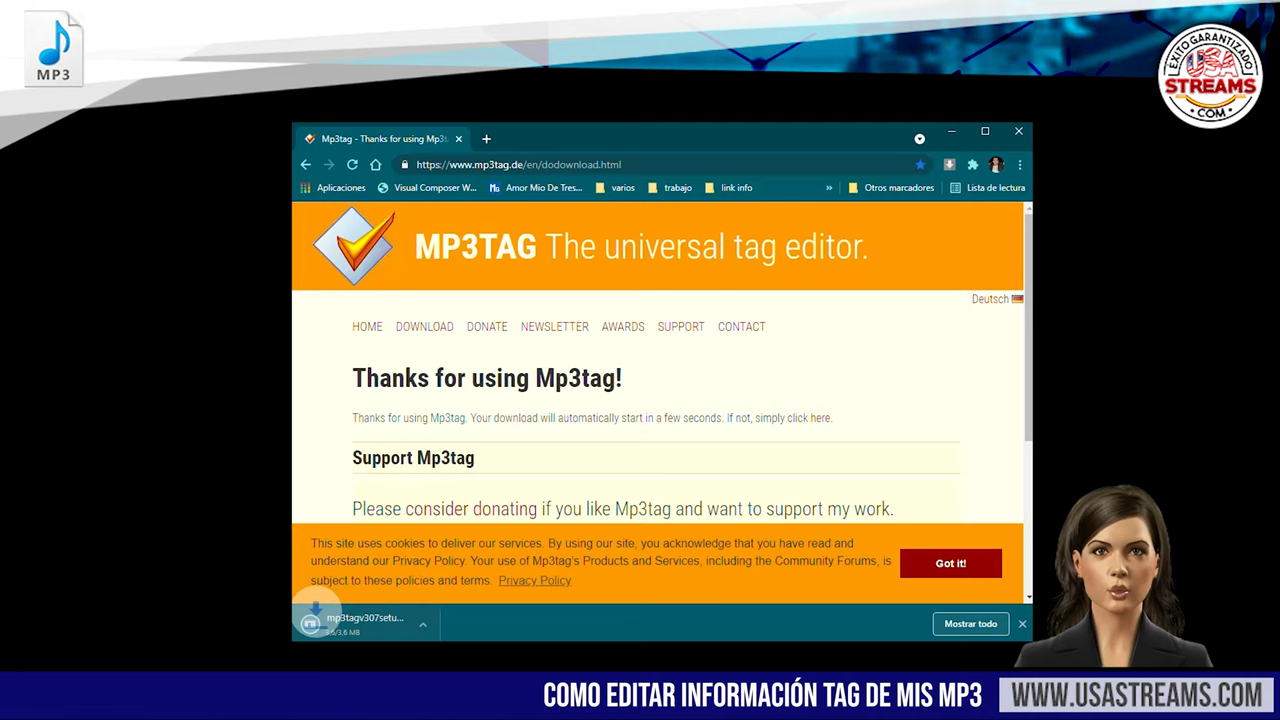 MP3
ÉXITO GARANTIZADO
USA
STREAMS
.COM
Mp3tag - Thanks for using Mp3t
https://www.mp3tag.de/en/dodownload.html
Aplicaciones Visual Composer W... Amor Mio De Tres... varios trabajo link info » Otros marcadores Lista de lectura
MP3TAG The universal tag editor.
Deutsch
HOME DOWNLOAD DONATE NEWSLETTER AWARDS SUPPORT CONTACT
Thanks for using Mp3tag!
Thanks for using Mp3tag. Your download will automatically start in a few seconds. If not, simply click here.
Support Mp3tag
Please consider donating if you like Mp3tag and want to support my work.
This site uses cookies to deliver our services. By using our site, you acknowledge that you have read and
understand our Privacy Policy. Your use of Mp3tag's Products and Services, including the Community Forums, is
subject to these policies and terms. Privacy Policy
Got it!
mp3tagv307setu...
3,6/3,6 MB
Mostrar todo
COMO EDITAR INFORMACIÓN TAG DE MIS MP3
WWW.USASTREAMS.COM